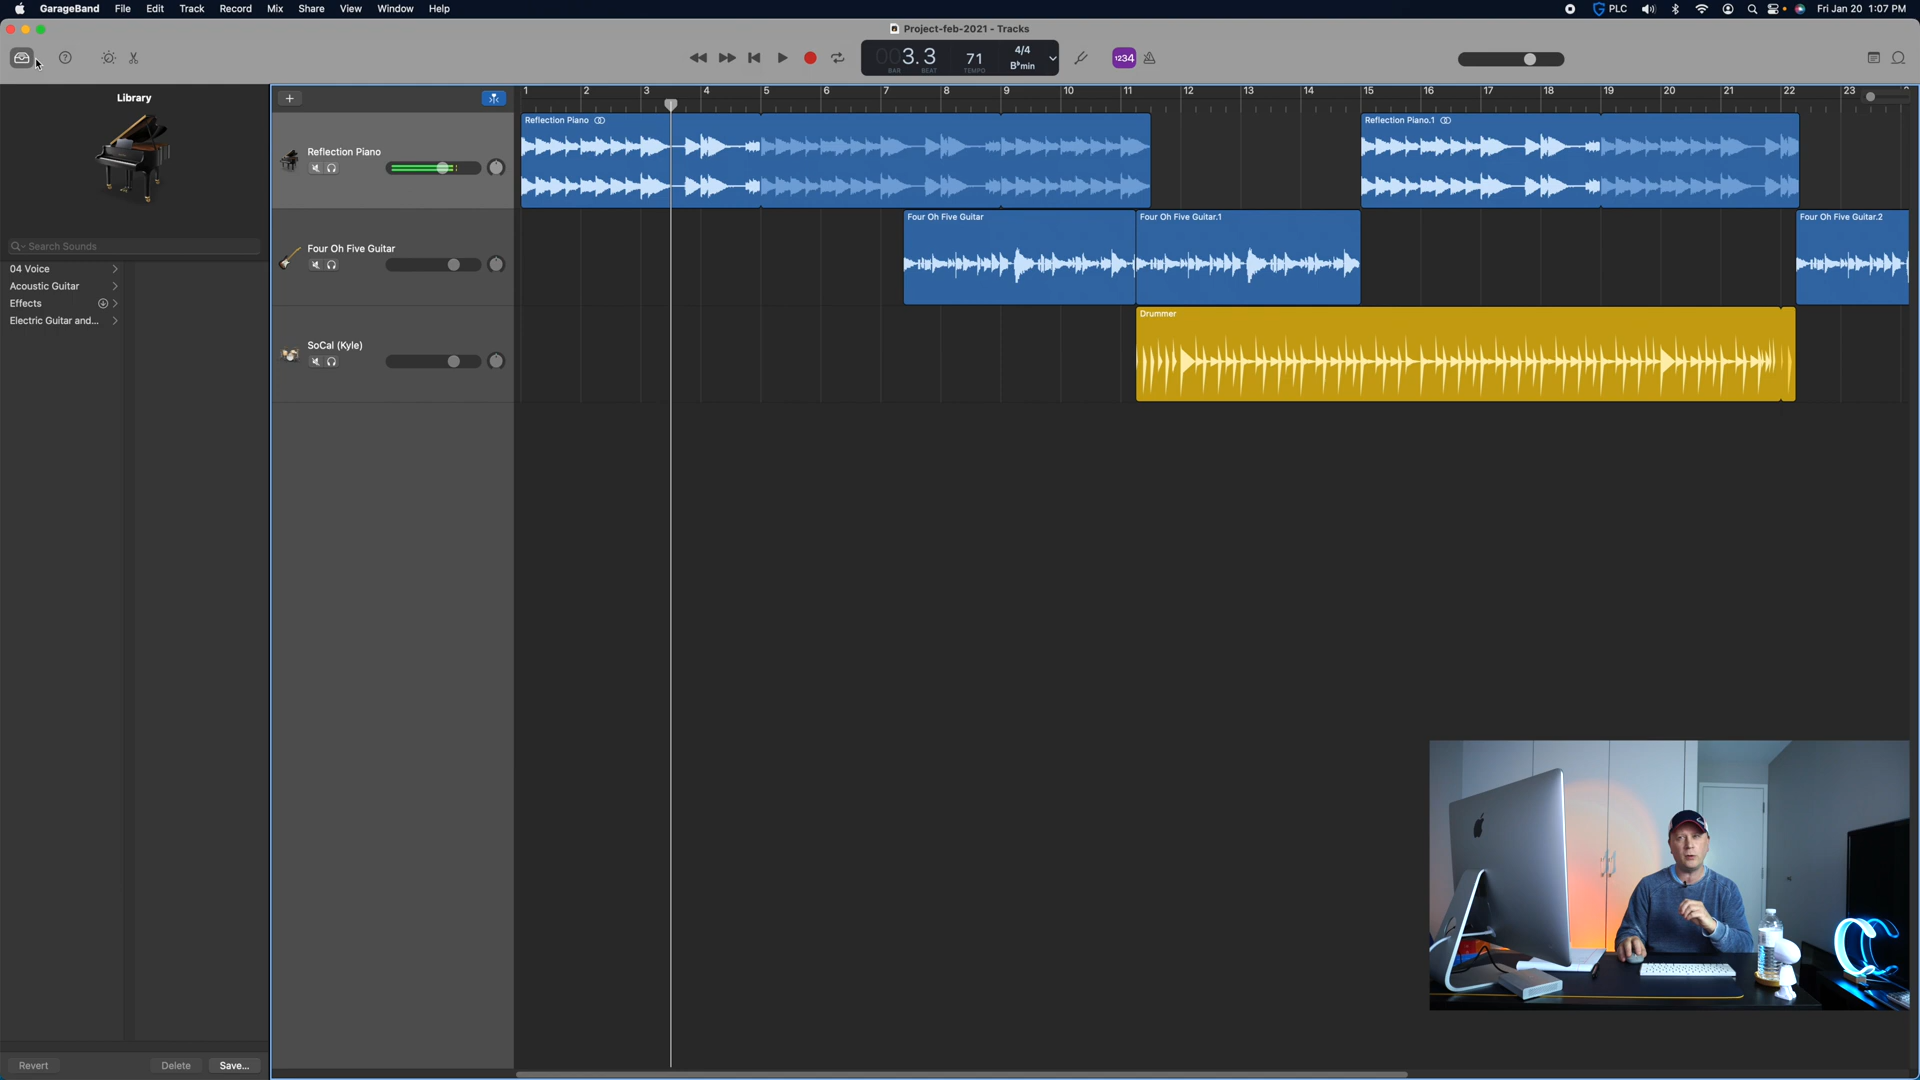 GarageBand File Edit Track Record Mix Share View Window Help
PLC Fri Jan 20 1:07 PM
Project-feb-2021 - Tracks
003.3 71 4/4
B♭min
BAR BEAT TEMPO
1234
Library
1 2 3 4 5 6 7 8 9 10 11 12 13 14 15 16 17 18 19 20 21 22 23
Reflection Piano
Reflection Piano.1
Reflection Piano
Four Oh Five Guitar
Four Oh Five Guitar.1
Four Oh Five Guitar.2
Four Oh Five Guitar
Search Sounds
04 Voice
Acoustic Guitar
Effects
Electric Guitar and...
Drummer
SoCal (Kyle)
Revert
Delete
Save...